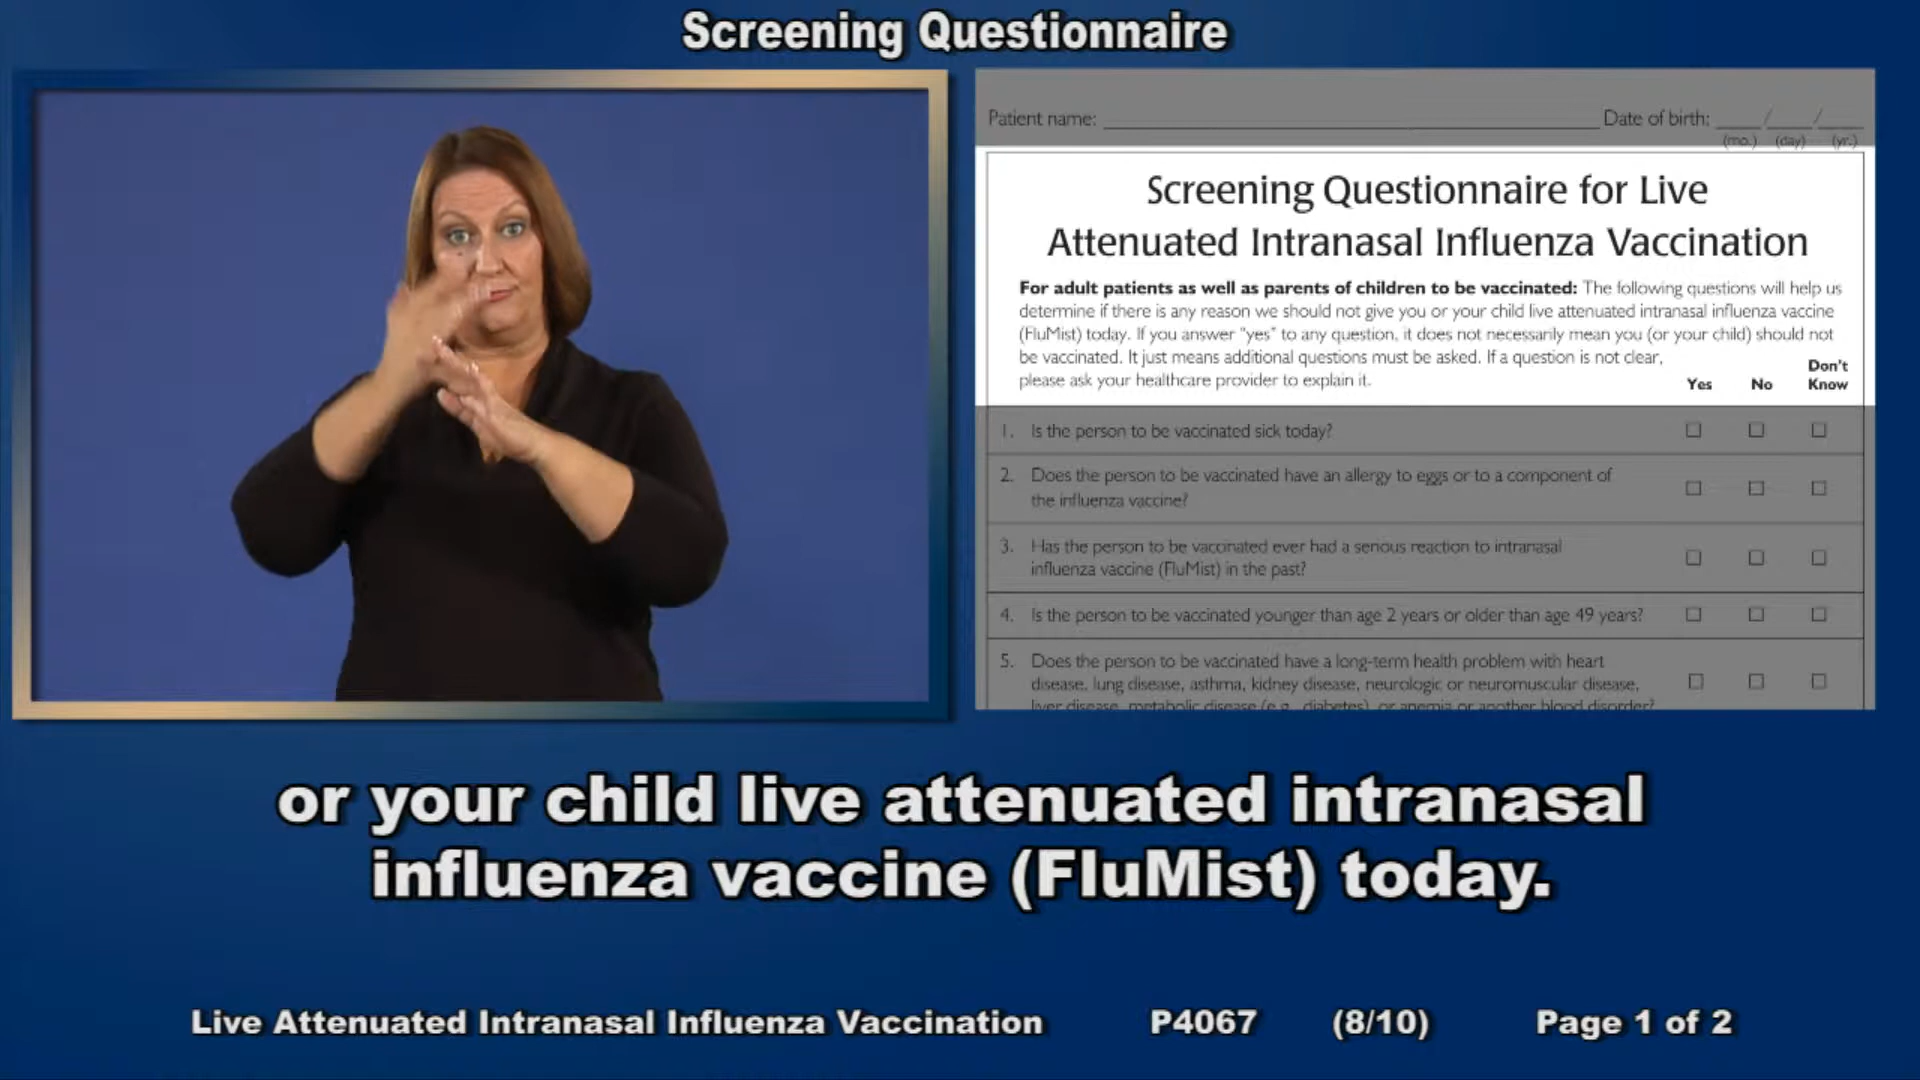 Screening Questionnaire
Patient name: Date of birth: / /
(mo.) (day) (yr.)
Screening Questionnaire for Live
Attenuated Intranasal Influenza Vaccination
For adult patients as well as parents of children to be vaccinated: The following questions will help us
determine if there is any reason we should not give you or your child live attenuated intranasal influenza vaccine
(FluMist) today. If you answer "yes" to any question, it does not necessarily mean you (or your child) should not
be vaccinated. It just means additional questions must be asked. If a question is not clear,
please ask your healthcare provider to explain it.
Yes No Don't Know
1. Is the person to be vaccinated sick today?
2. Does the person to be vaccinated have an allergy to eggs or to a component of
the influenza vaccine?
3. Has the person to be vaccinated ever had a serious reaction to intranasal
influenza vaccine (FluMist) in the past?
4. Is the person to be vaccinated younger than age 2 years or older than age 49 years?
5. Does the person to be vaccinated have a long-term health problem with heart
disease, lung disease, asthma, kidney disease, neurologic or neuromuscular disease,
liver disease, metabolic disease (e.g., diabetes), or anemia or another blood disorder?
or your child live attenuated intranasal
influenza vaccine (FluMist) today.
Live Attenuated Intranasal Influenza Vaccination P4067 (8/10) Page 1 of 2